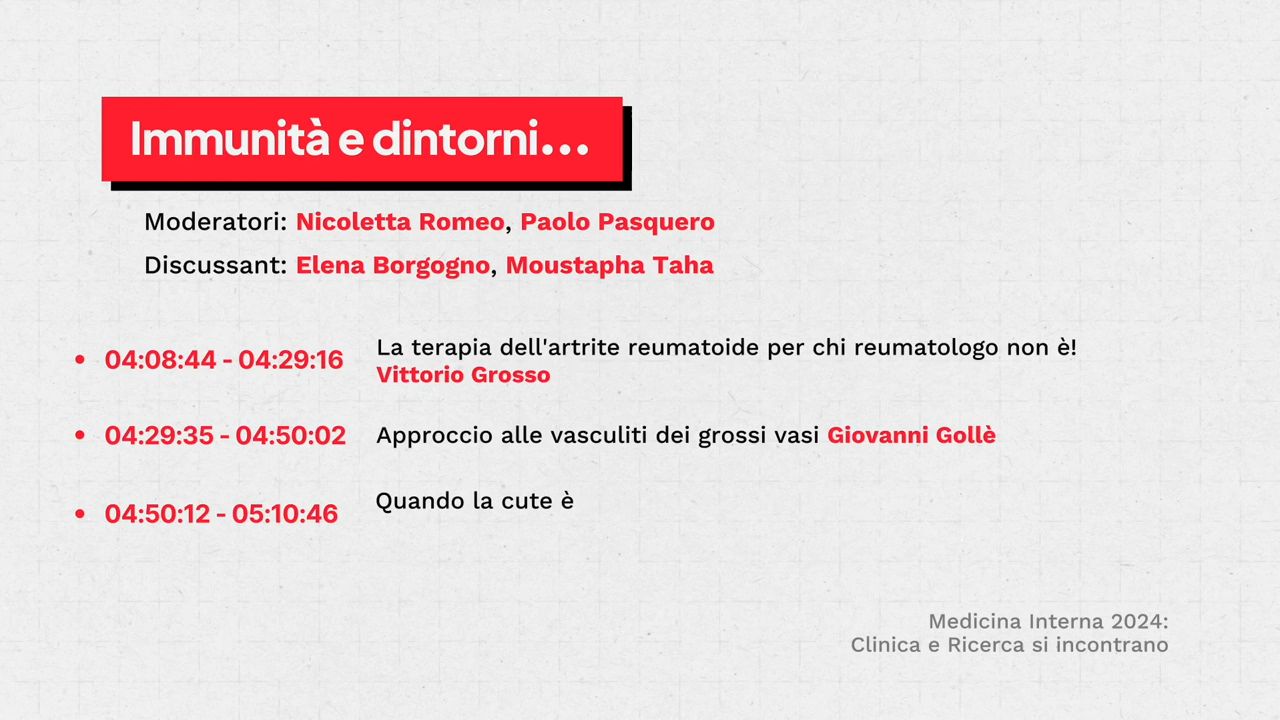 Immunità e dintorni...
Moderatori: Nicoletta Romeo, Paolo Pasquero
Discussant: Elena Borgogno, Moustapha Taha
• 04:08:44 - 04:29:16 La terapia dell'artrite reumatoide per chi reumatologo non è!
Vittorio Grosso
• 04:29:35 - 04:50:02 Approccio alle vasculiti dei grossi vasi Giovanni Gollè
• 04:50:12 - 05:10:46 Quando la cute è
Medicina Interna 2024:
Clinica e Ricerca si incontrano